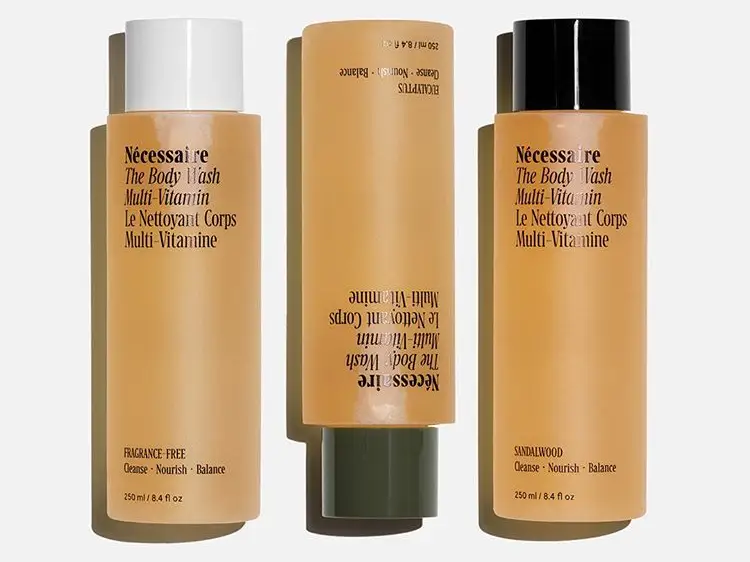 Nécessaire
The Body Wash
Multi-Vitamin
Le Nettoyant Corps
Multi-Vitamine
FRAGRANCE-FREE
Cleanse · Nourish · Balance
250 ml / 8.4 fl oz
Nécessaire
The Body Wash
Multi-Vitamin
Le Nettoyant Corps
Multi-Vitamine
EUCALYPTUS
Cleanse · Nourish · Balance
250 ml / 8.4 fl oz
Nécessaire
The Body Wash
Multi-Vitamin
Le Nettoyant Corps
Multi-Vitamine
SANDALWOOD
Cleanse · Nourish · Balance
250 ml / 8.4 fl oz